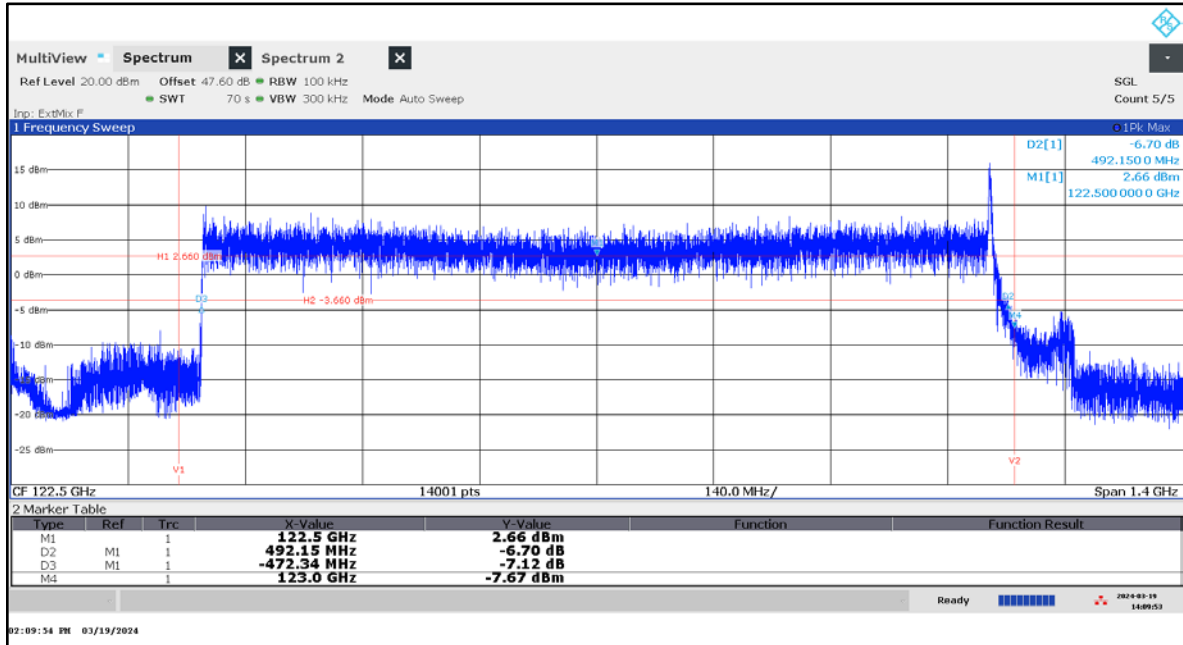 MultiView Spectrum X Spectrum 2 X
Ref Level 20.00 dBm Offset 47.60 dB RBW 100 kHz SGL
SWT 70 s VBW 300 kHz Mode Auto Sweep Count 5/5
Inp: ExtMix F
1 Frequency Sweep 1Pk Max
D2[1] -6.70 dB
492.150 0 MHz
M1[1] 2.66 dBm
122.500 000 0 GHz
15 dBm
10 dBm
5 dBm
H1 2.660 dBm
0 dBm
D3 H2 -3.660 dBm D2
-5 dBm M4
-10 dBm
-20 dBm
-25 dBm
V1 V2
CF 122.5 GHz 14001 pts 140.0 MHz/ Span 1.4 GHz
2 Marker Table
Type Ref Trc X-Value Y-Value Function Function Result
M1 1 122.5 GHz 2.66 dBm
D2 M1 1 492.15 MHz -6.70 dB
D3 M1 1 -472.34 MHz -7.12 dB
M4 1 123.0 GHz -7.67 dBm
Ready 2024-03-19
14:09:53
02:09:54 PM 03/19/2024